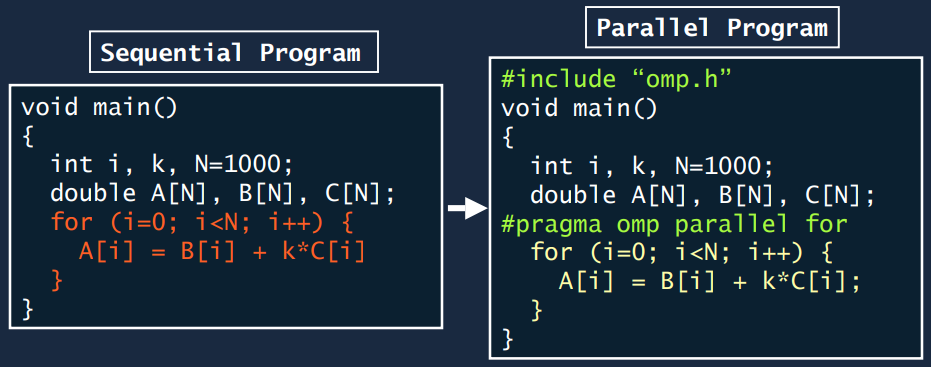 Sequential Program
void main()
{
int i, k, N=1000;
double A[N], B[N], C[N];
for (i=0; i<N; i++) {
A[i] = B[i] + k*C[i]
}
}
Parallel Program
#include “omp.h”
void main()
{
int i, k, N=1000;
double A[N], B[N], C[N];
#pragma omp parallel for
for (i=0; i<N; i++) {
A[i] = B[i] + k*C[i];
}
}